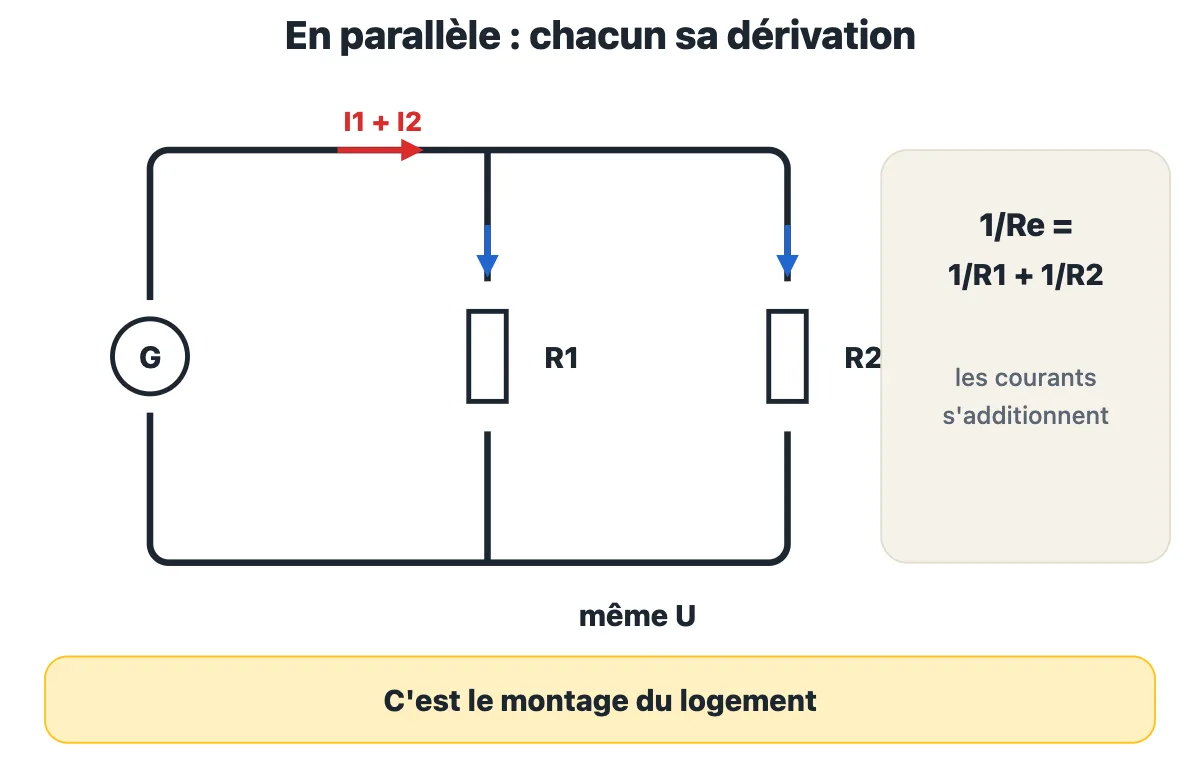 En parallèle : chacun sa dérivation
I1 + I2
G
R1
R2
1/Re =
1/R1 + 1/R2
les courants
s'additionnent
même U
C'est le montage du logement